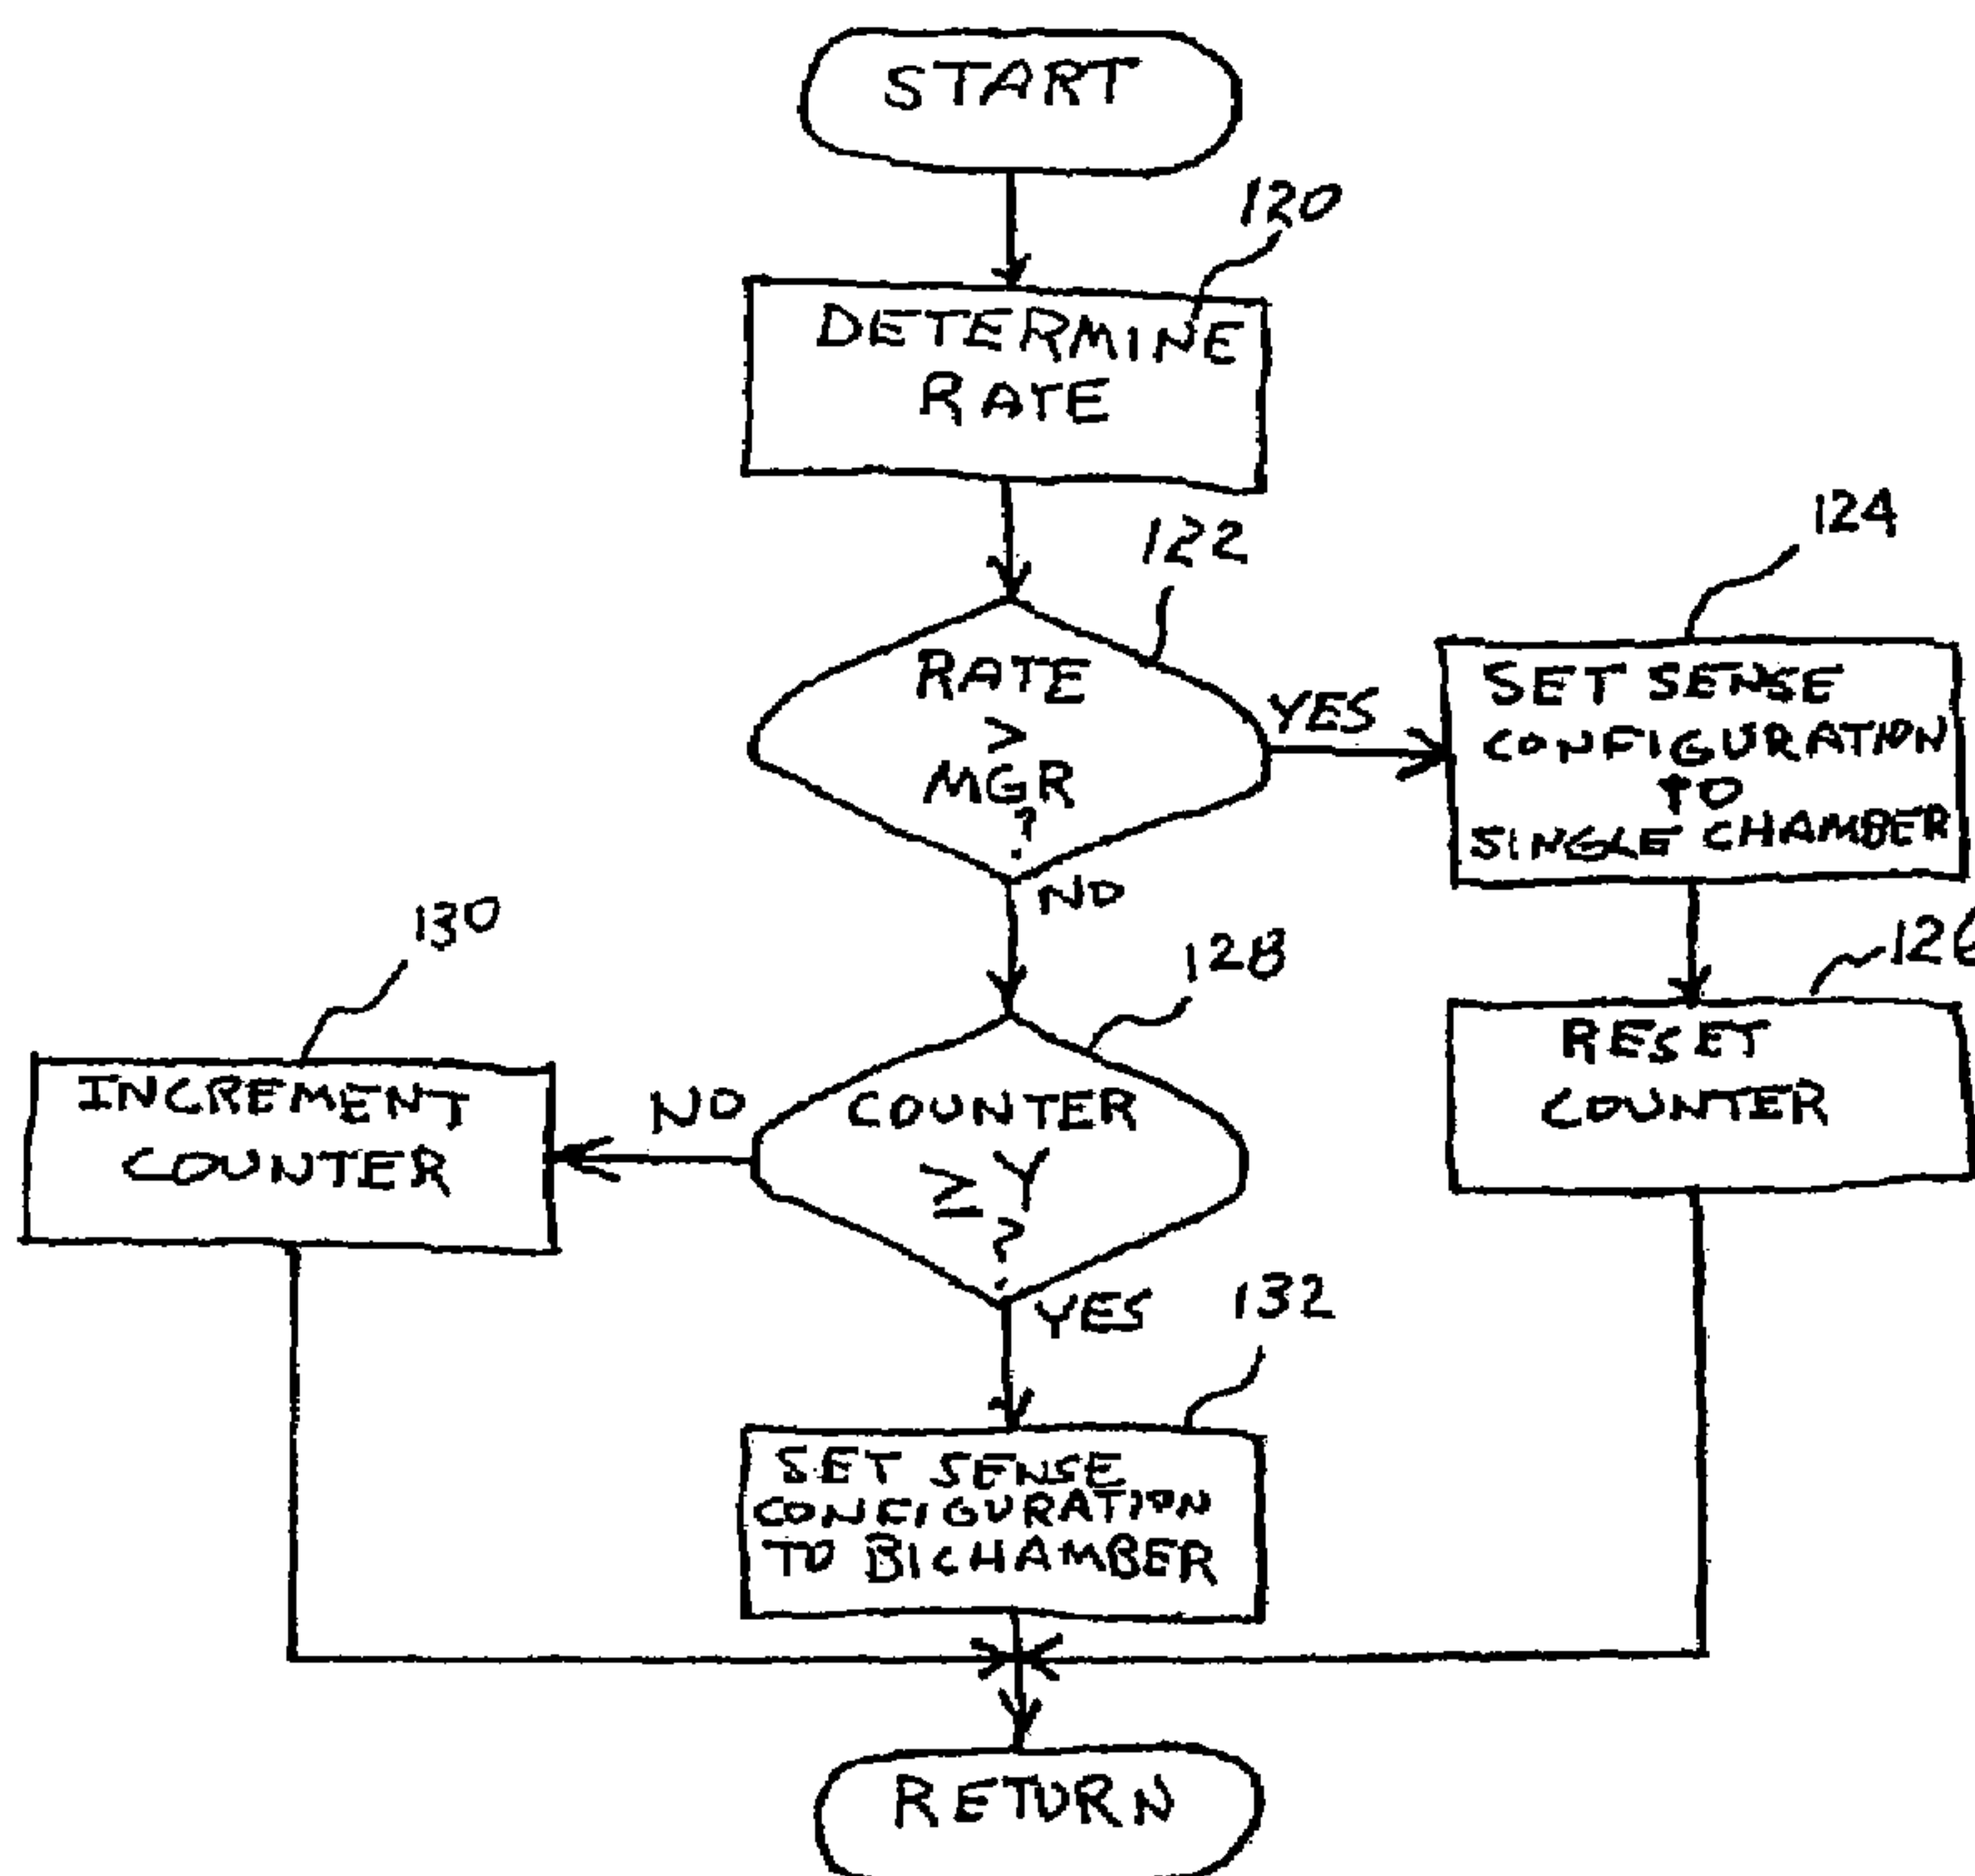 START
120
DETERMINE
RATE
122
RATE
>
MGR
?
YES
124
SET SENSE
CONFIGURATION
TO
SINGLE CHAMBER
NO
126
RESET
COUNTER
128
COUNTER
≥ Y
?
NO
130
INCREMENT
COUNTER
YES
132
SET SENSE
CONFIGURATION
TO BICHAMBER
RETURN